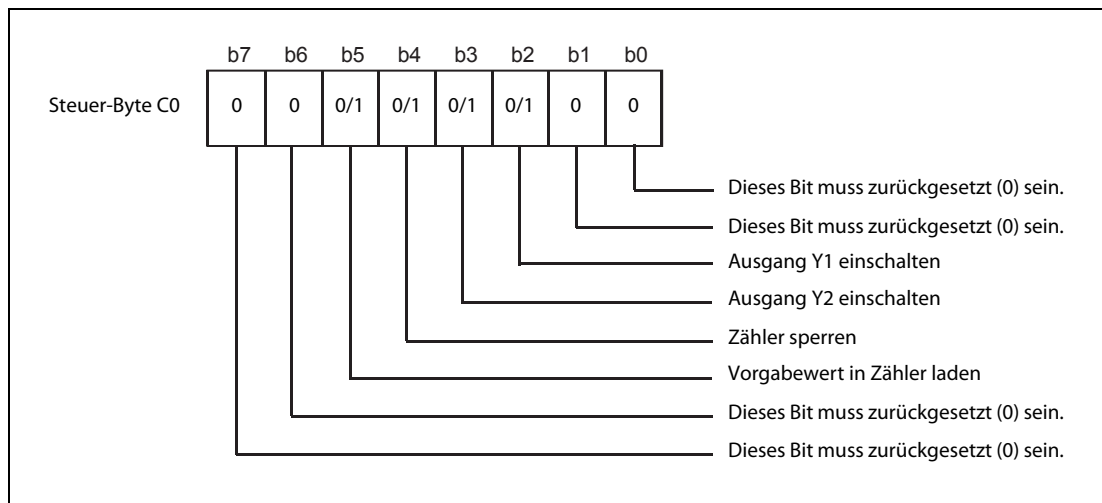 b7 b6 b5 b4 b3 b2 b1 b0
Steuer-Byte C0 0 0 0/1 0/1 0/1 0/1 0 0
Dieses Bit muss zurückgesetzt (0) sein.
Dieses Bit muss zurückgesetzt (0) sein.
Ausgang Y1 einschalten
Ausgang Y2 einschalten
Zähler sperren
Vorgabewert in Zähler laden
Dieses Bit muss zurückgesetzt (0) sein.
Dieses Bit muss zurückgesetzt (0) sein.